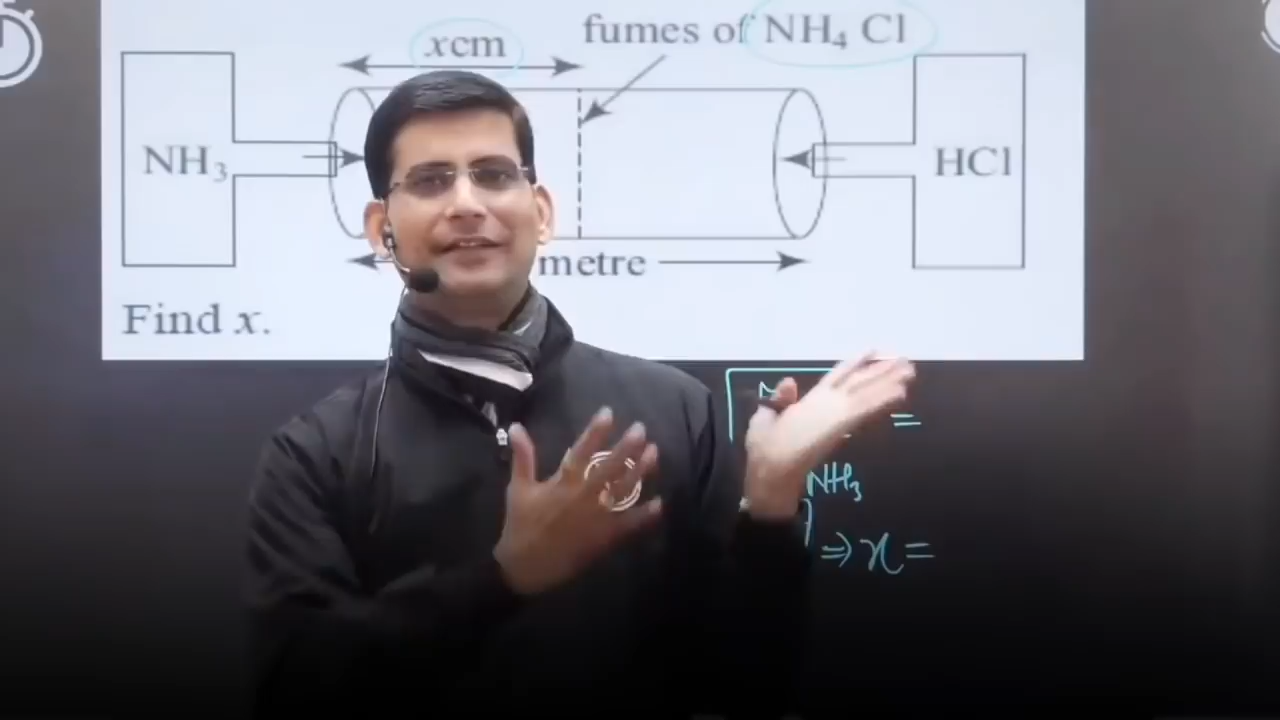 fumes of NH₄ Cl
xcm
NH₃
HCl
metre
Find x.
=
NH₃
⇒ x =